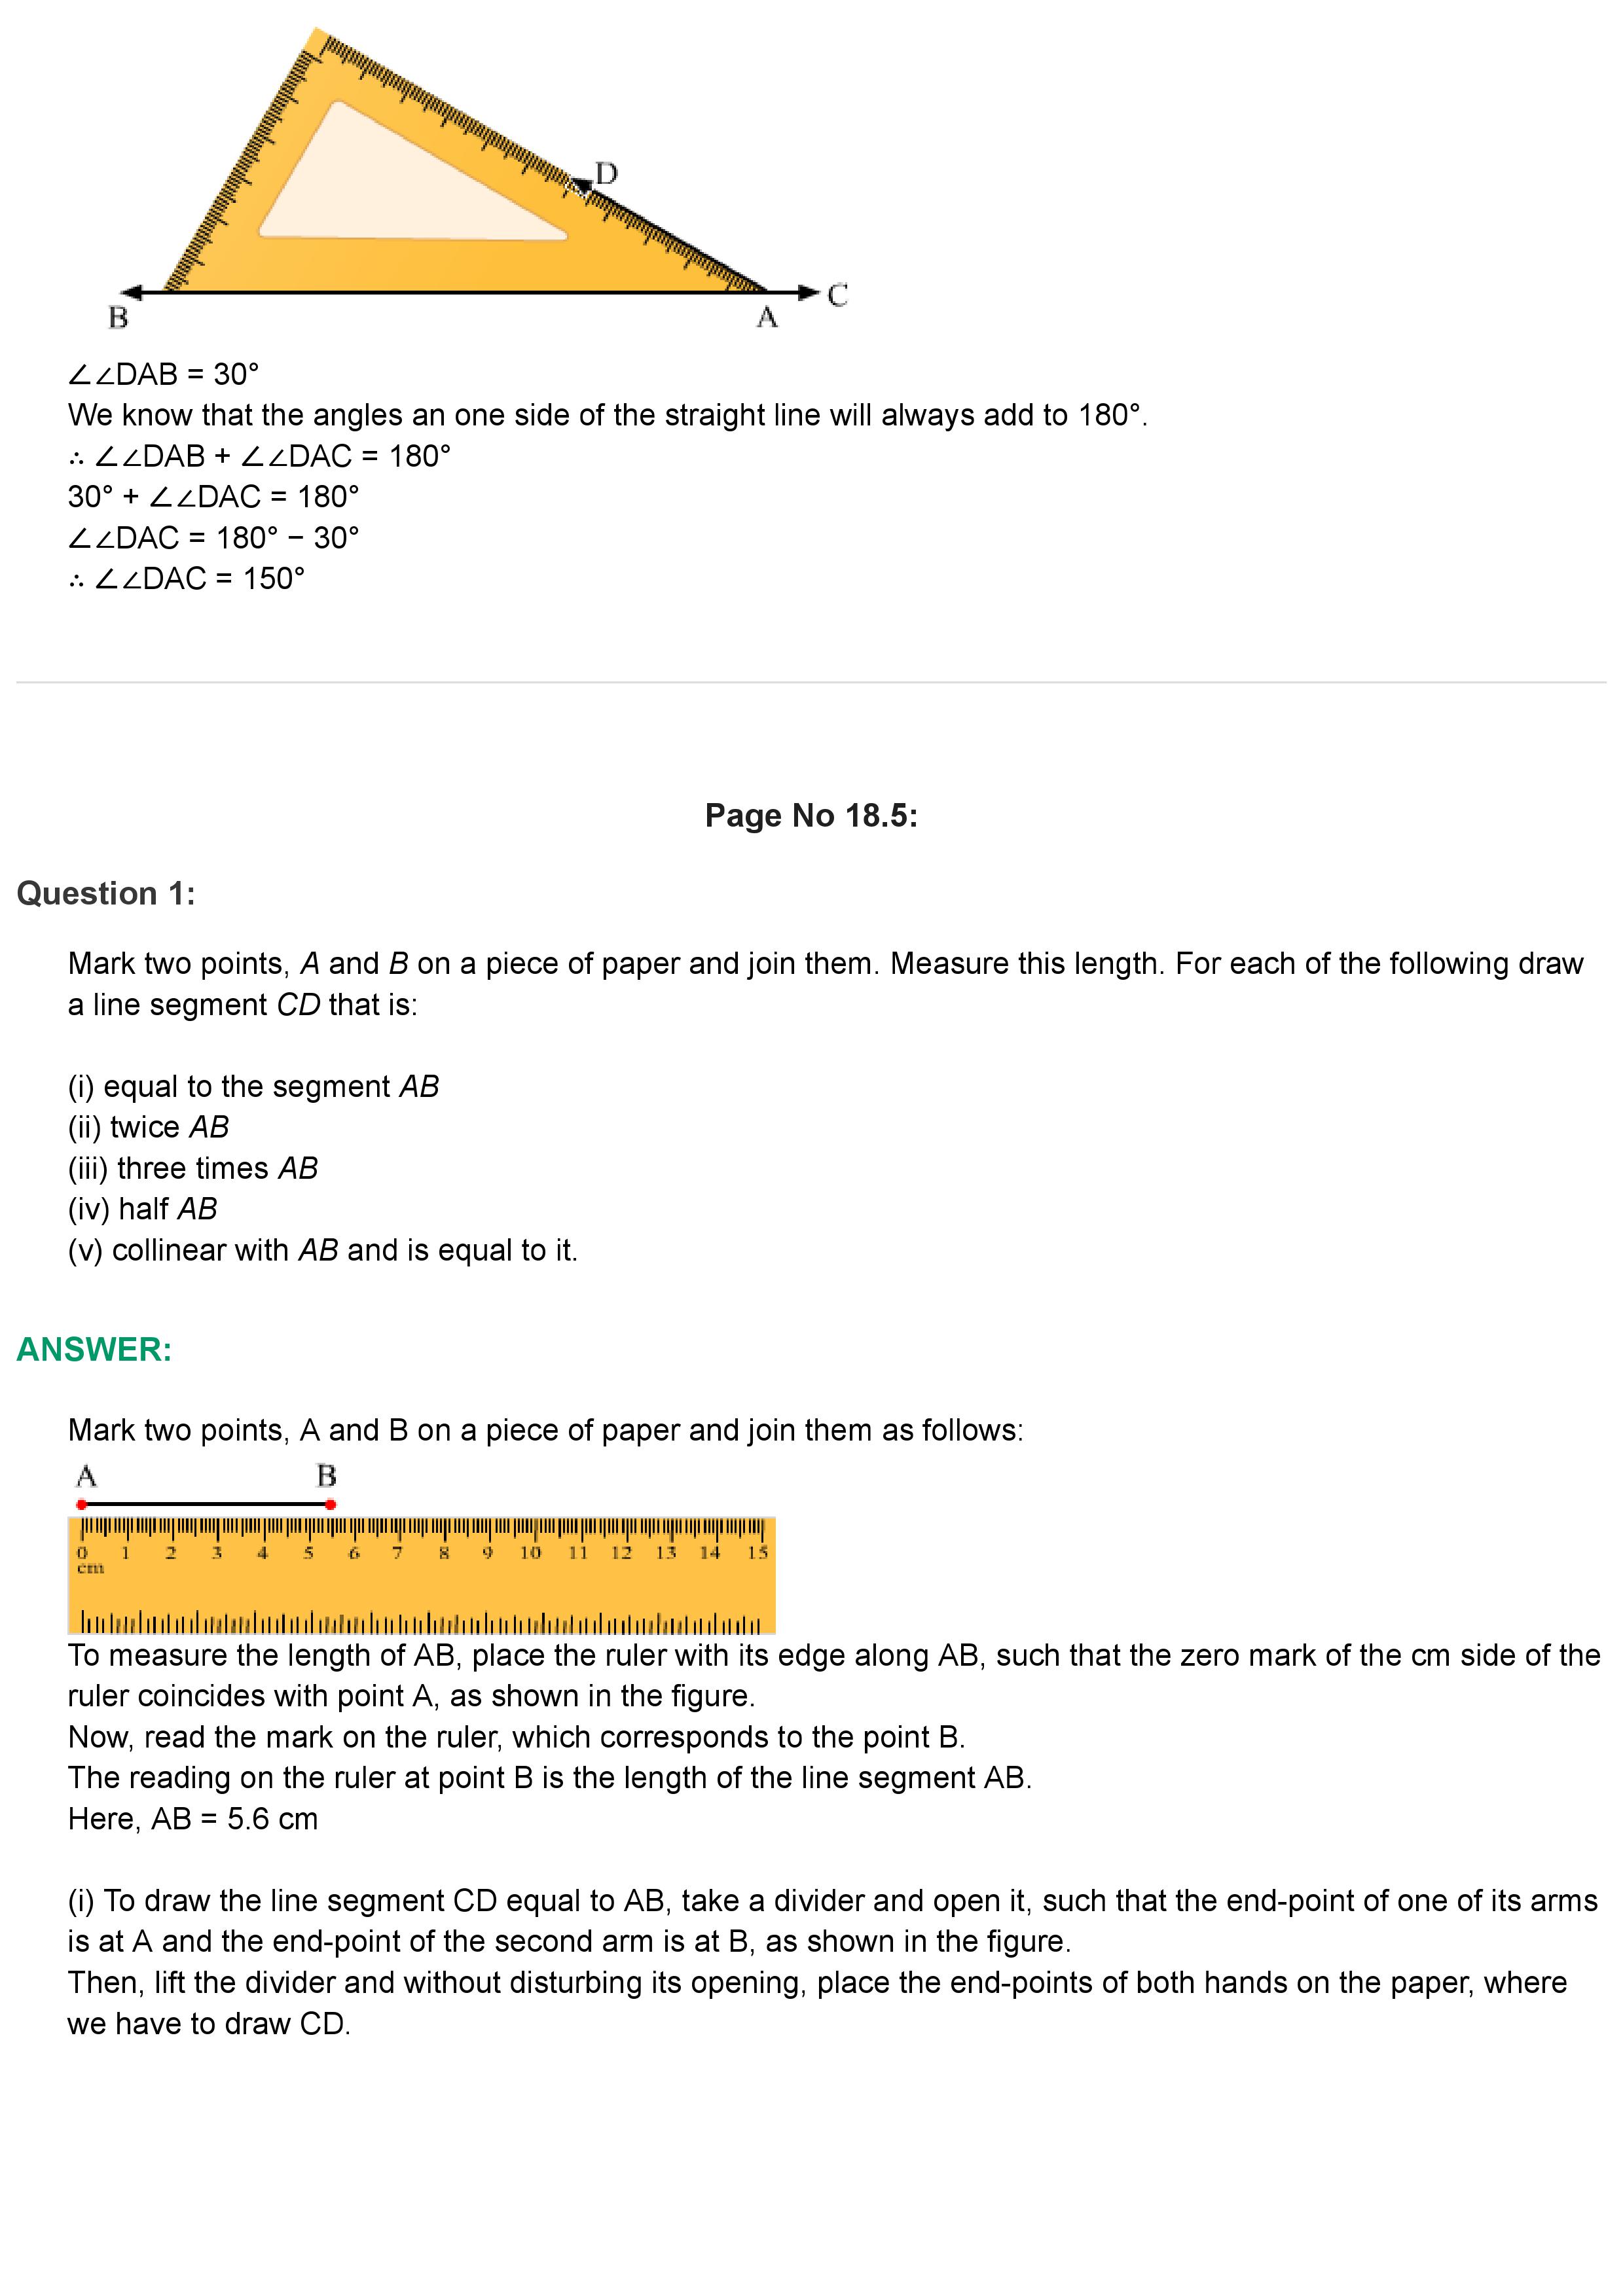 D
B
A
C
∠∠DAB = 30°
We know that the angles an one side of the straight line will always add to 180°.
∴ ∠∠DAB + ∠∠DAC = 180°
30° + ∠∠DAC = 180°
∠∠DAC = 180° − 30°
∴ ∠∠DAC = 150°
Page No 18.5:
Question 1:
Mark two points, A and B on a piece of paper and join them. Measure this length. For each of the following draw
a line segment CD that is:
(i) equal to the segment AB
(ii) twice AB
(iii) three times AB
(iv) half AB
(v) collinear with AB and is equal to it.
ANSWER:
Mark two points, A and B on a piece of paper and join them as follows:
A B
0 1 2 3 4 5 6 7 8 9 10 11 12 13 14 15
cm
To measure the length of AB, place the ruler with its edge along AB, such that the zero mark of the cm side of the
ruler coincides with point A, as shown in the figure.
Now, read the mark on the ruler, which corresponds to the point B.
The reading on the ruler at point B is the length of the line segment AB.
Here, AB = 5.6 cm
(i) To draw the line segment CD equal to AB, take a divider and open it, such that the end-point of one of its arms
is at A and the end-point of the second arm is at B, as shown in the figure.
Then, lift the divider and without disturbing its opening, place the end-points of both hands on the paper, where
we have to draw CD.